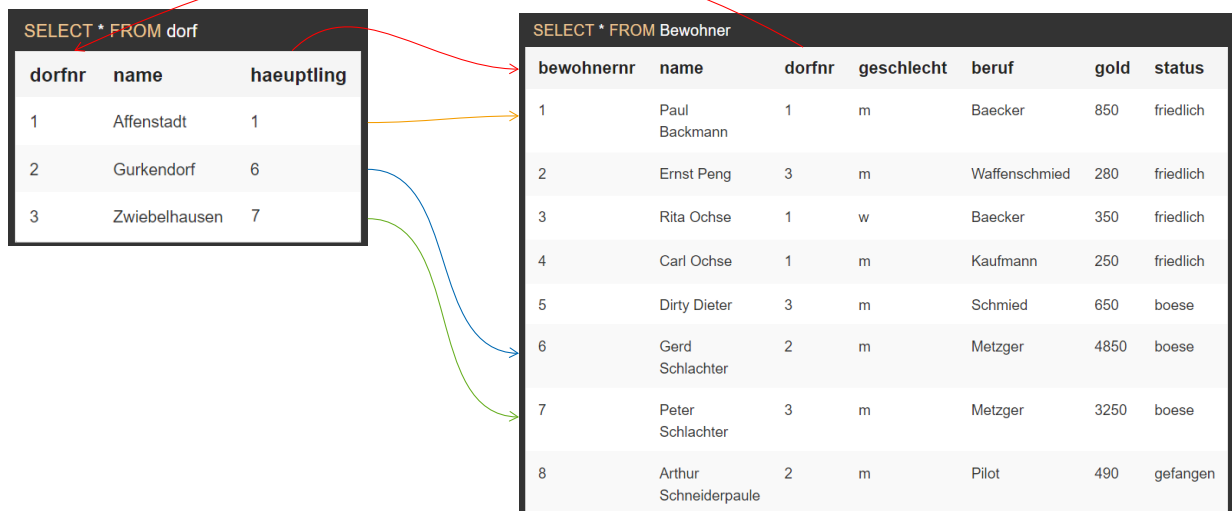 SELECT * FROM dorf
dorfnr name haeuptling
1 Affenstadt 1
2 Gurkendorf 6
3 Zwiebelhausen 7
SELECT * FROM Bewohner
bewohnernr name dorfnr geschlecht beruf gold status
1 Paul Backmann 1 m Baecker 850 friedlich
2 Ernst Peng 3 m Waffenschmied 280 friedlich
3 Rita Ochse 1 w Baecker 350 friedlich
4 Carl Ochse 1 m Kaufmann 250 friedlich
5 Dirty Dieter 3 m Schmied 650 boese
6 Gerd Schlachter 2 m Metzger 4850 boese
7 Peter Schlachter 3 m Metzger 3250 boese
8 Arthur Schneiderpaule 2 m Pilot 490 gefangen